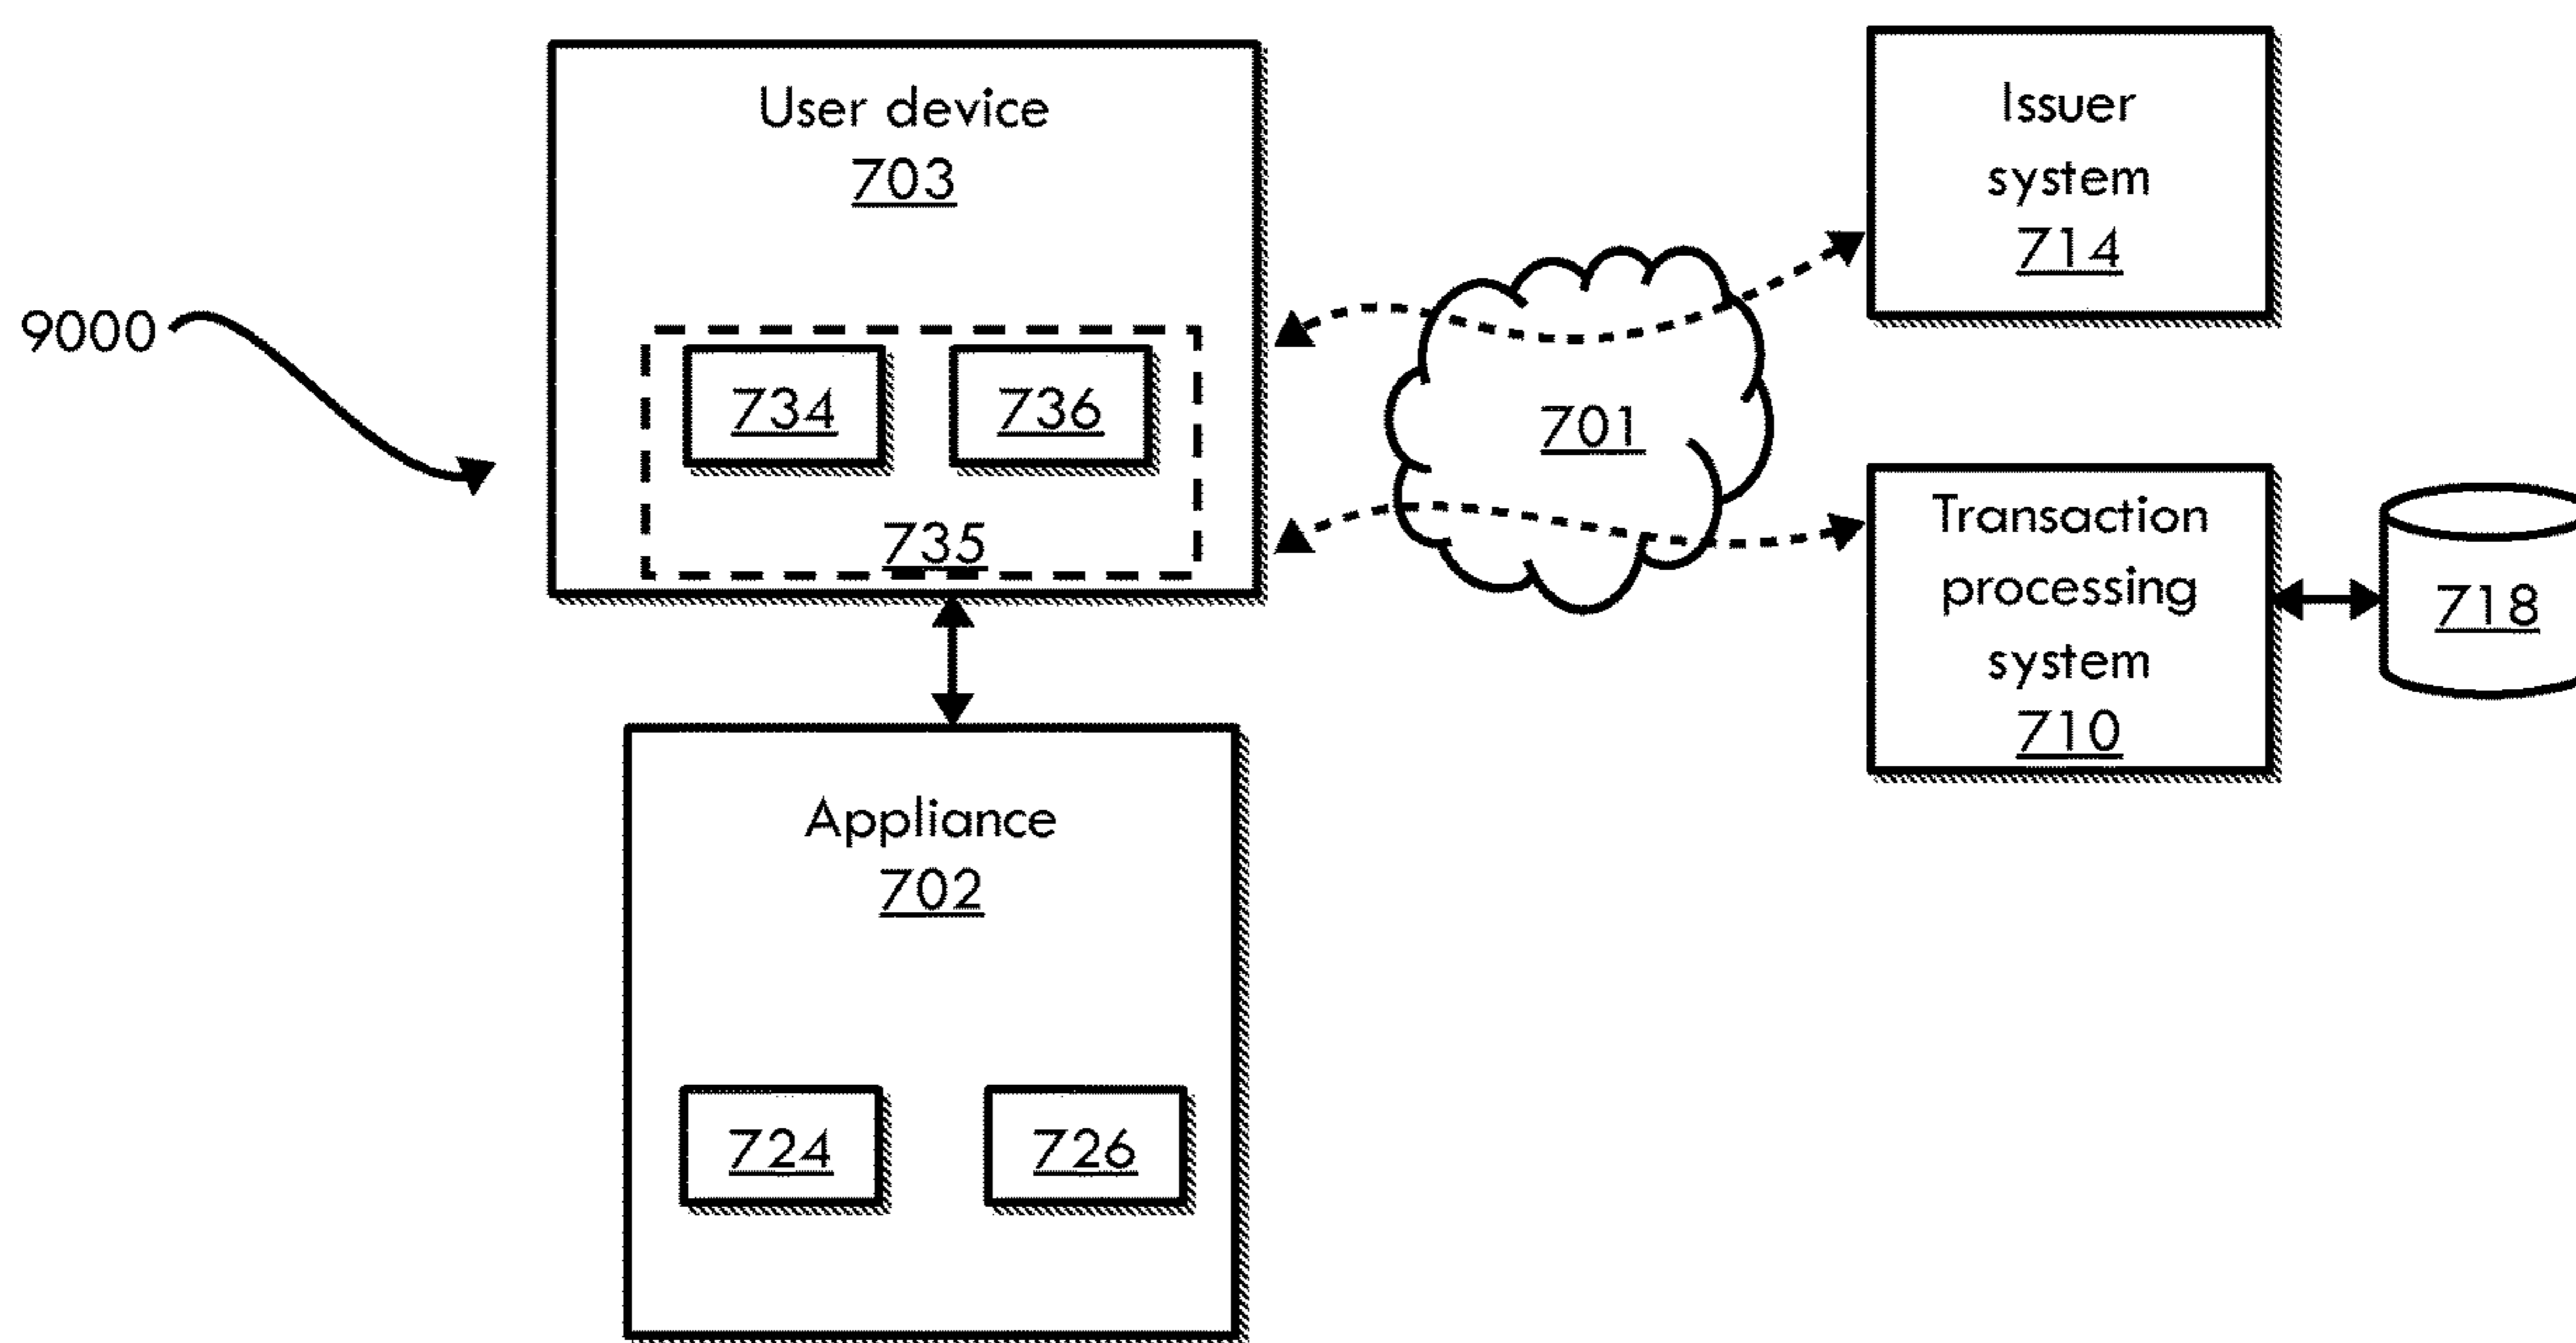 User device
703
9000
734
736
735
Appliance
702
724
726
701
Issuer
system
714
Transaction
processing
system
710
718